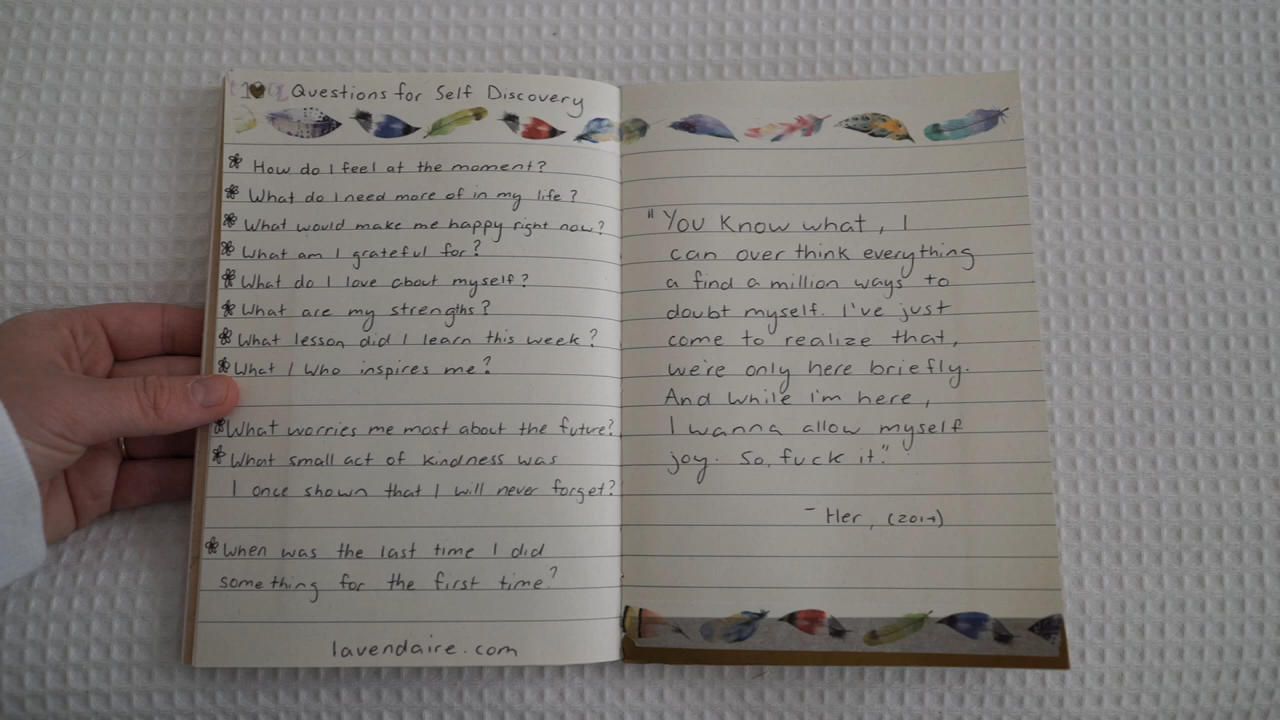 Questions for Self Discovery
How do I feel at the moment?
What do I need more of in my life?
What would make me happy right now?
What am I grateful for?
What do I love about myself?
What are my strengths?
What lesson did I learn this week?
What / Who inspires me?
What worries me most about the future?
What small act of kindness was
I once shown that I will never forget?
When was the last time I did
something for the first time?
lavendaire.com
"You know what, I
can over think everything
a find a million ways to
doubt myself. I've just
come to realize that,
we're only here briefly.
And while I'm here,
I wanna allow myself
joy. So, fuck it."
- Her, (2014)